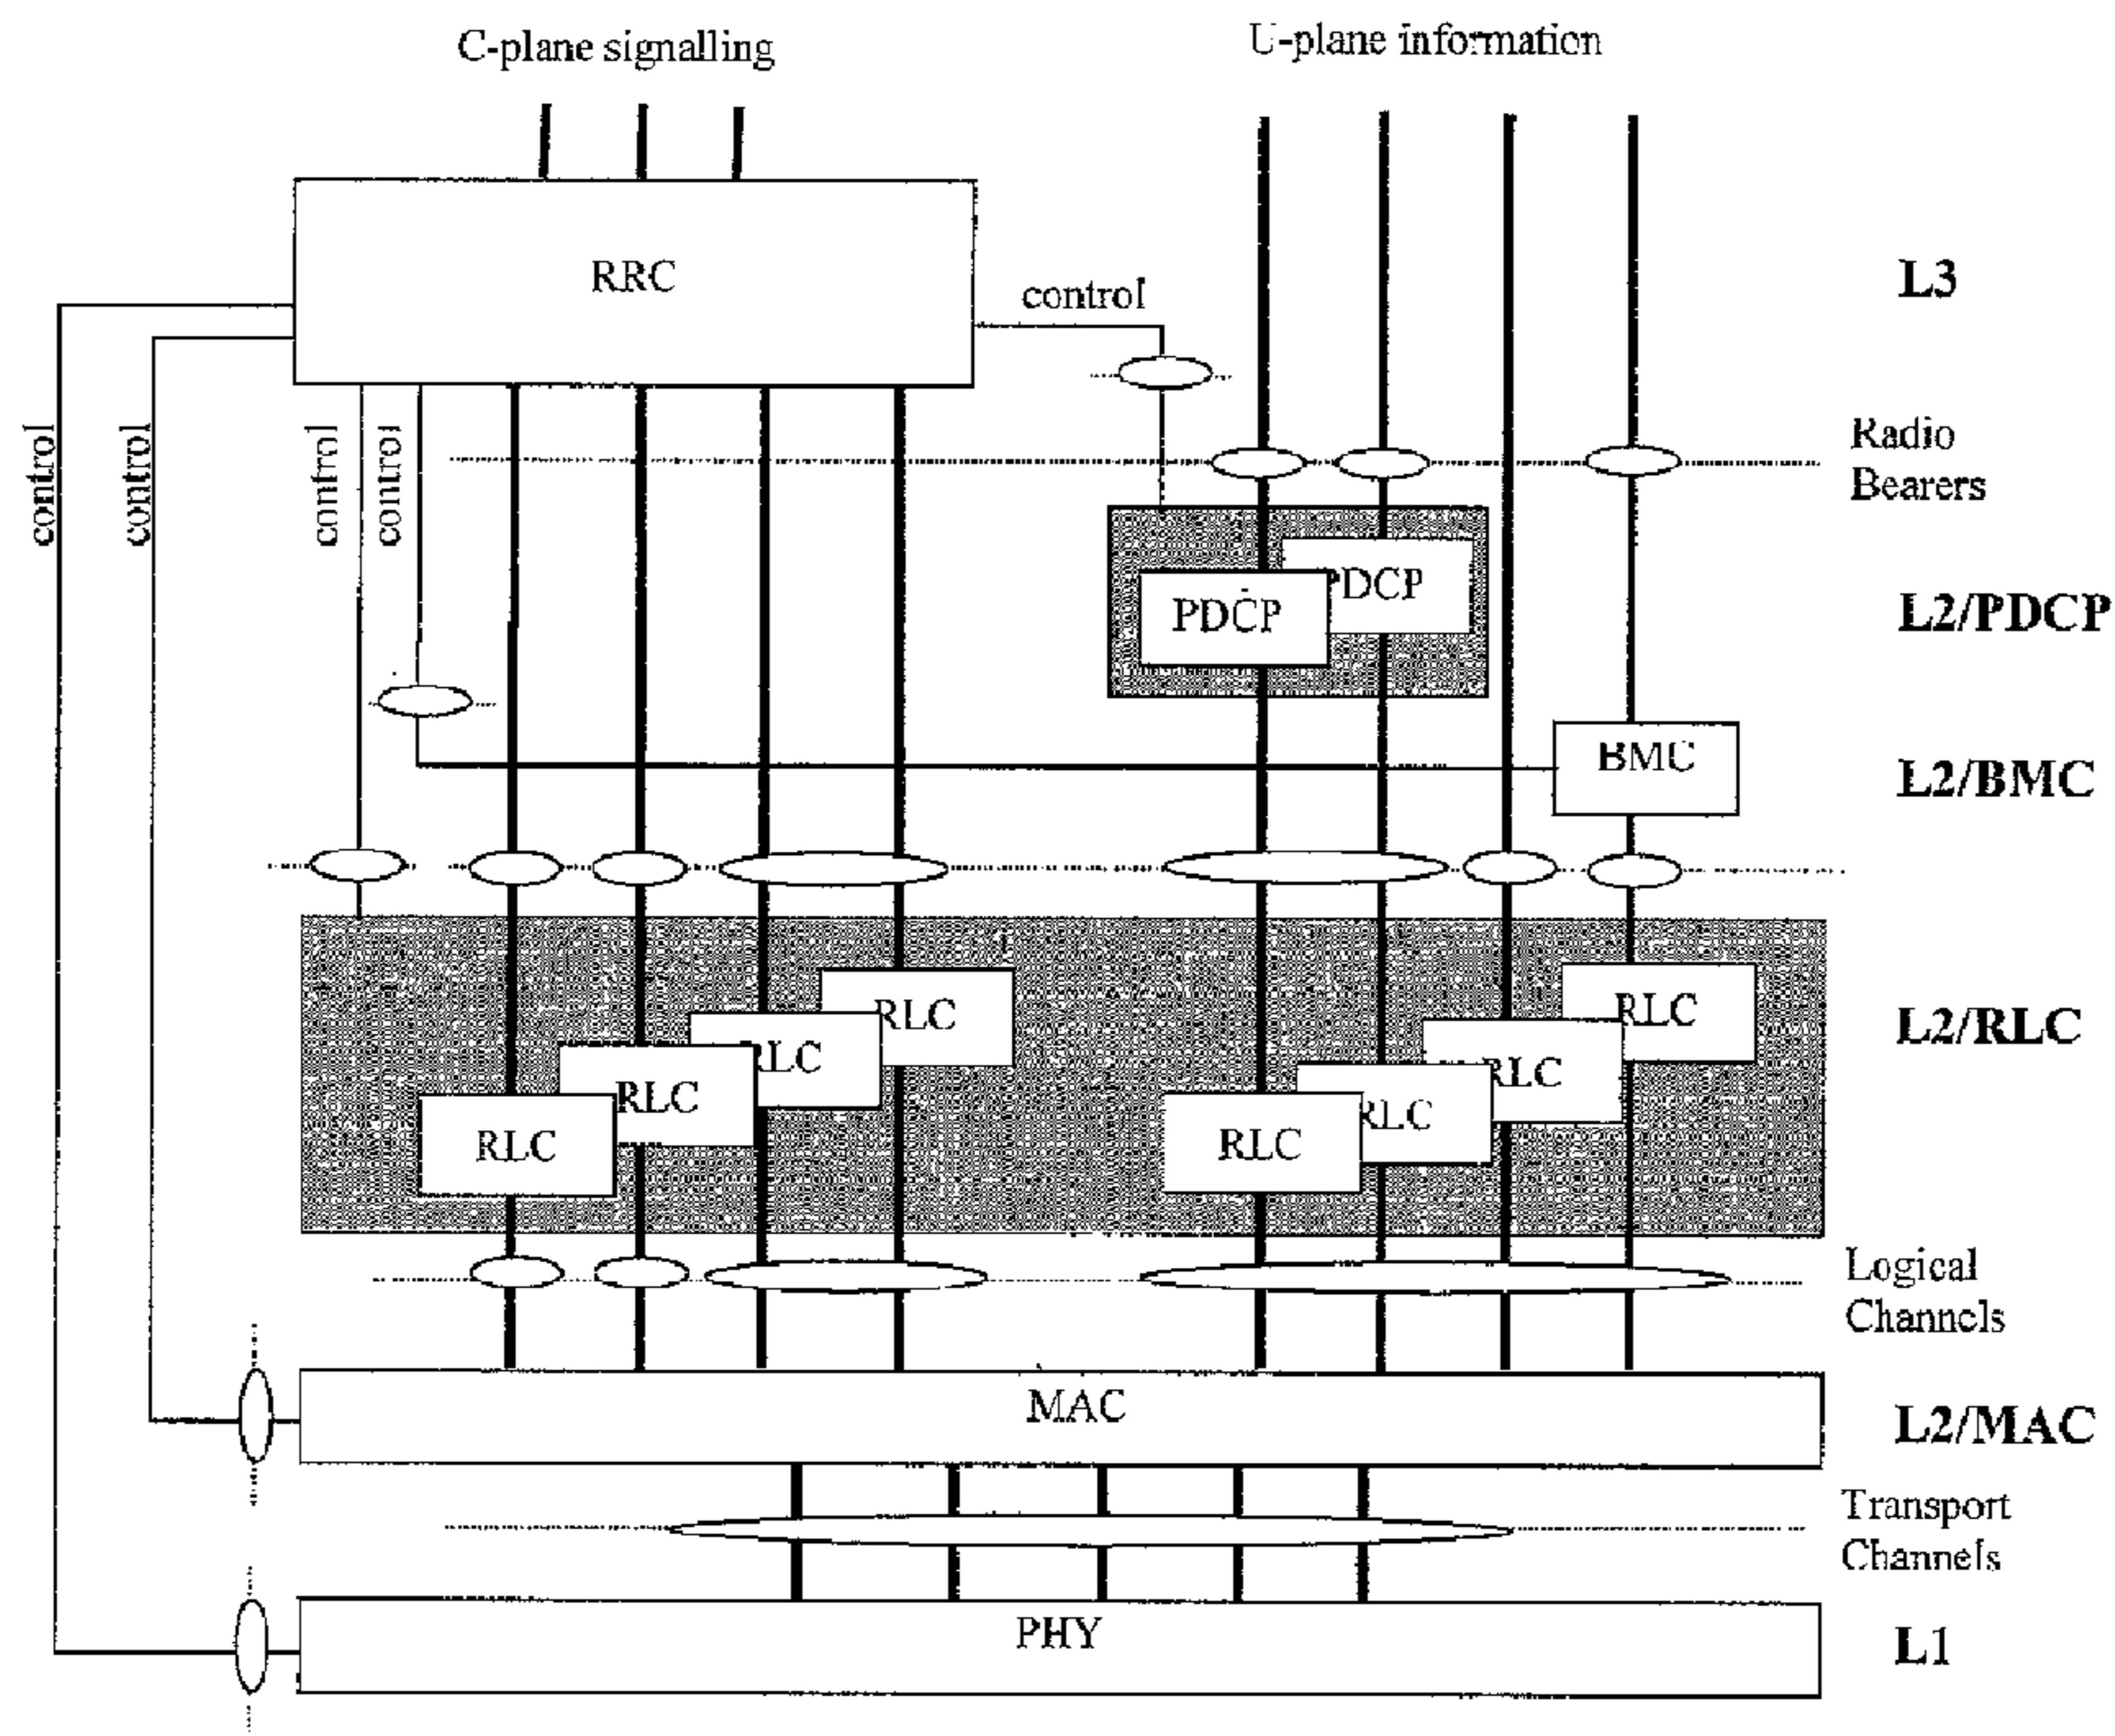 C-plane signalling
U-plane information
RRC
control
L3
control
control
control
control
Radio
Bearers
PDCP
PDCP
L2/PDCP
BMC
L2/BMC
RLC
RLC
RLC
RLC
RLC
RLC
RLC
RLC
L2/RLC
Logical
Channels
MAC
L2/MAC
Transport
Channels
PHY
L1